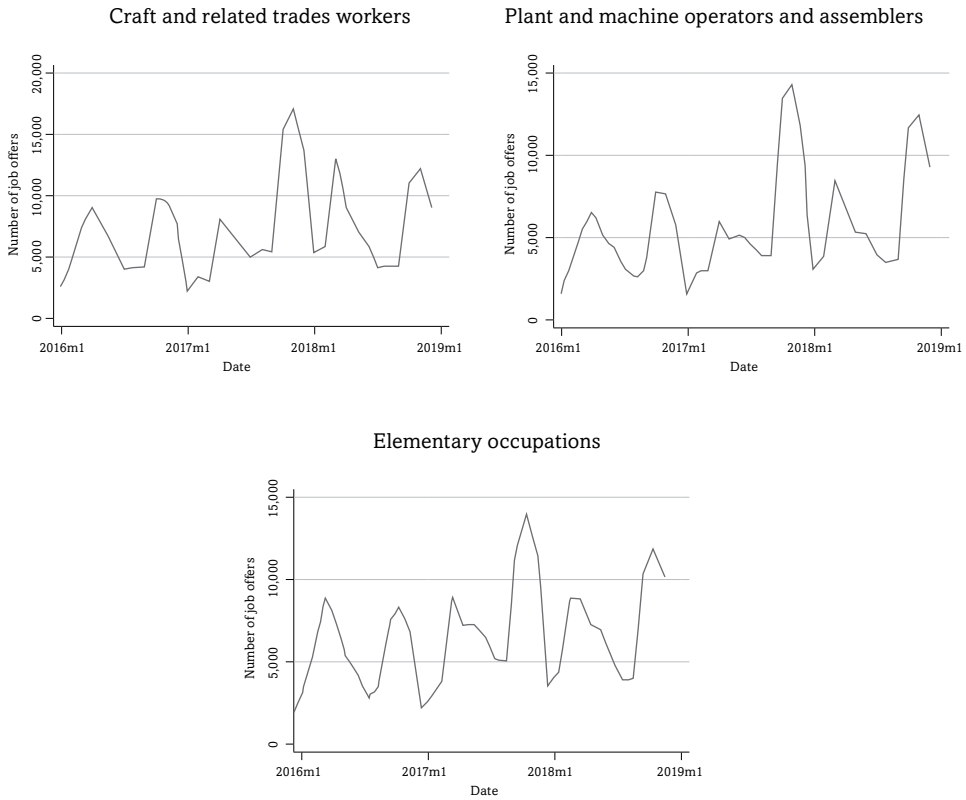 Craft and related trades workers
Number of job offers
20,000
15,000
10,000
5,000
0
2016m1
2017m1
2018m1
2019m1
Date
Plant and machine operators and assemblers
Number of job offers
15,000
10,000
5,000
0
2016m1
2017m1
2018m1
2019m1
Date
Elementary occupations
Number of job offers
15,000
10,000
5,000
0
2016m1
2017m1
2018m1
2019m1
Date